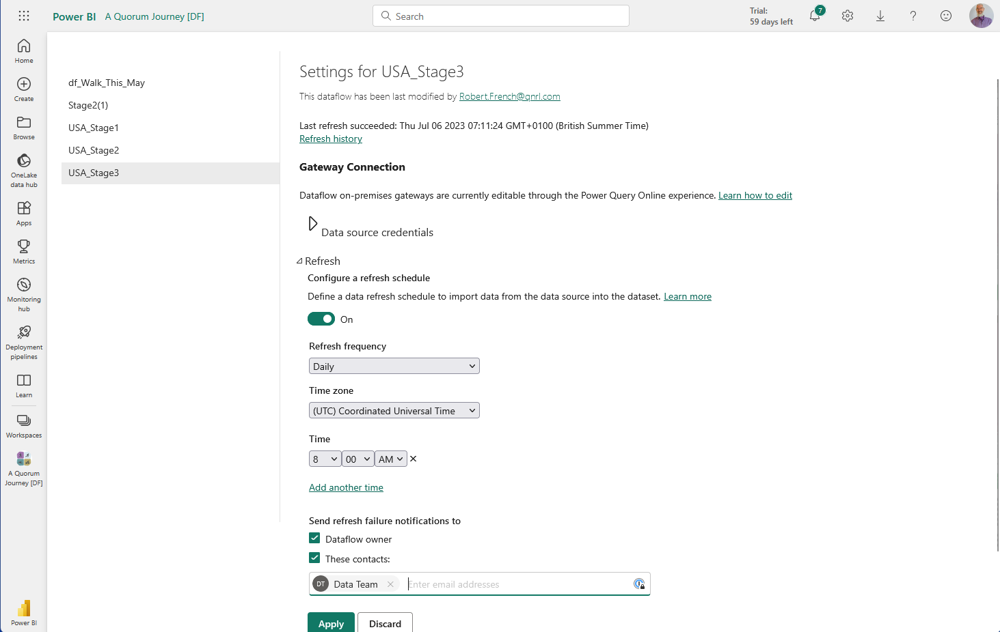 Power BI A Quorum Journey [DF]
Search
Trial:
59 days left
7
Home
Create
Browse
OneLake
data hub
Apps
Metrics
Monitoring
hub
Deployment
pipelines
Learn
Workspaces
A Quorum
Journey [DF]
Power BI
df_Walk_This_May
Stage2(1)
USA_Stage1
USA_Stage2
USA_Stage3
Settings for USA_Stage3
This dataflow has been last modified by Robert.French@qnrl.com
Last refresh succeeded: Thu Jul 06 2023 07:11:24 GMT+0100 (British Summer Time)
Refresh history
Gateway Connection
Dataflow on-premises gateways are currently editable through the Power Query Online experience. Learn how to edit
Data source credentials
Refresh
Configure a refresh schedule
Define a data refresh schedule to import data from the data source into the dataset. Learn more
On
Refresh frequency
Daily
Time zone
(UTC) Coordinated Universal Time
Time
8 00 AM
Add another time
Send refresh failure notifications to
Dataflow owner
These contacts:
DT Data Team Enter email addresses
Apply Discard